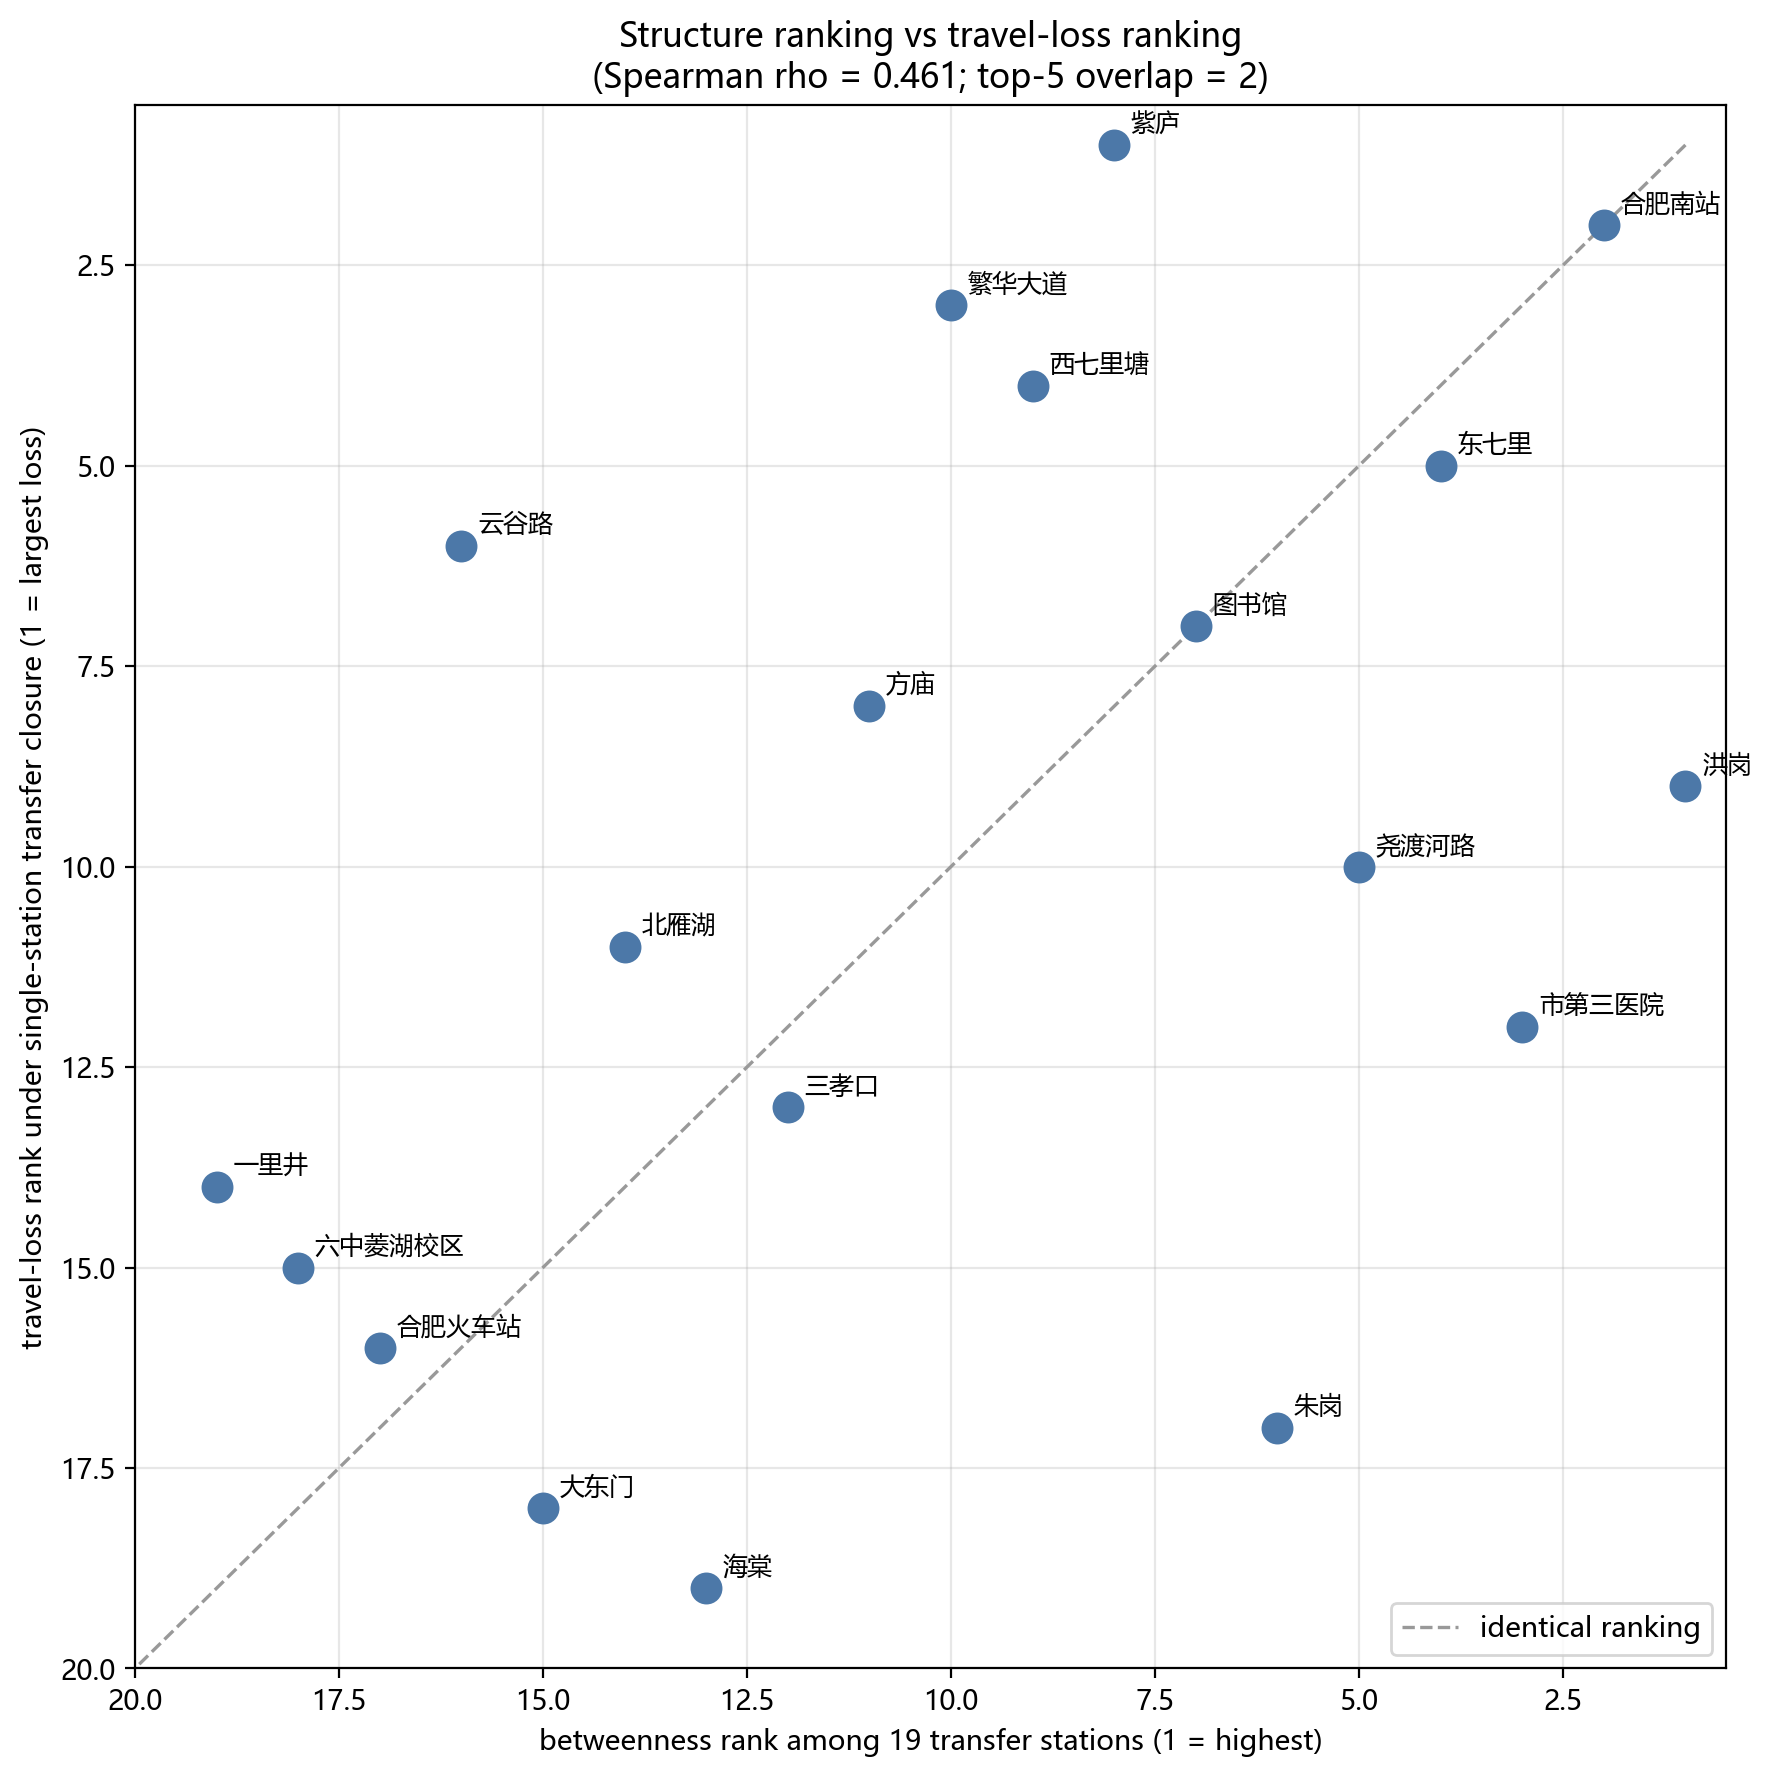 Structure ranking vs travel-loss ranking
(Spearman rho = 0.461; top-5 overlap = 2)
紫庐
合肥南站
2.5
繁华大道
西七里塘
东七里
5.0
云谷路
图书馆
7.5
方庙
洪岗
尧渡河路
10.0
北雁湖
市第三医院
12.5
三孝口
一里井
六中菱湖校区
15.0
合肥火车站
朱岗
17.5
大东门
海棠
identical ranking
20.0
travel-loss rank under single-station transfer closure (1 = largest loss)
20.0 17.5 15.0 12.5 10.0 7.5 5.0 2.5
betweenness rank among 19 transfer stations (1 = highest)